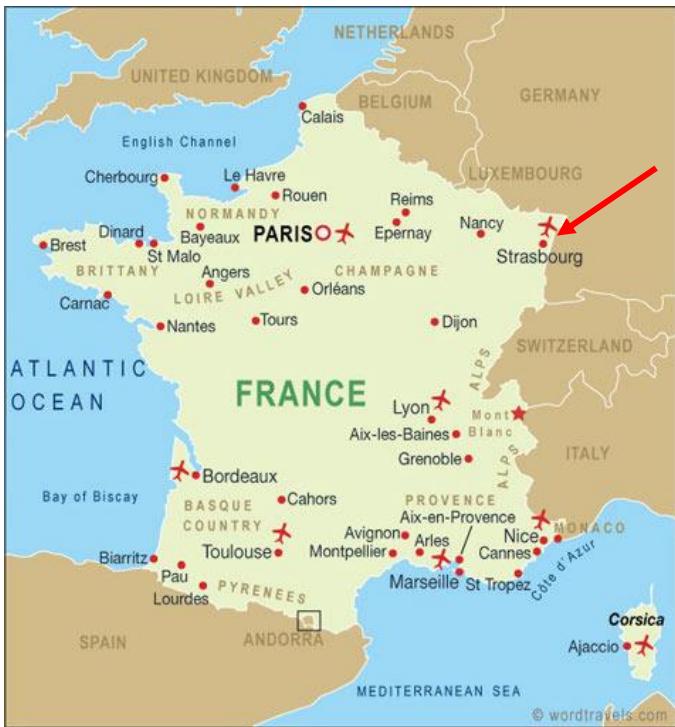 NETHERLANDS
UNITED KINGDOM
BELGIUM
GERMANY
Calais
English Channel
LUXEMBOURG
Cherbourg
Le Havre
Rouen
Reims
NORMANDY
Nancy
Dinard
Bayeaux
PARIS
Epernay
Brest
St Malo
Strasbourg
BRITTANY
Angers
CHAMPAGNE
LOIRE VALLEY
Orléans
Carnac
Nantes
Tours
Dijon
SWITZERLAND
ATLANTIC
OCEAN
ALPS
FRANCE
Lyon
Mont
Blanc
Aix-les-Baines
ITALY
Grenoble
ALPS
Bordeaux
Bay of Biscay
Cahors
PROVENCE
BASQUE
COUNTRY
Aix-en-Provence
Avignon
Arles
Nice
MONACO
Biarritz
Toulouse
Montpellier
Cannes
Côte d'Azur
Pau
Marseille
St Tropez
Lourdes
PYRENEES
Corsica
SPAIN
ANDORRA
Ajaccio
MEDITERRANEAN SEA
© wordtravels.com